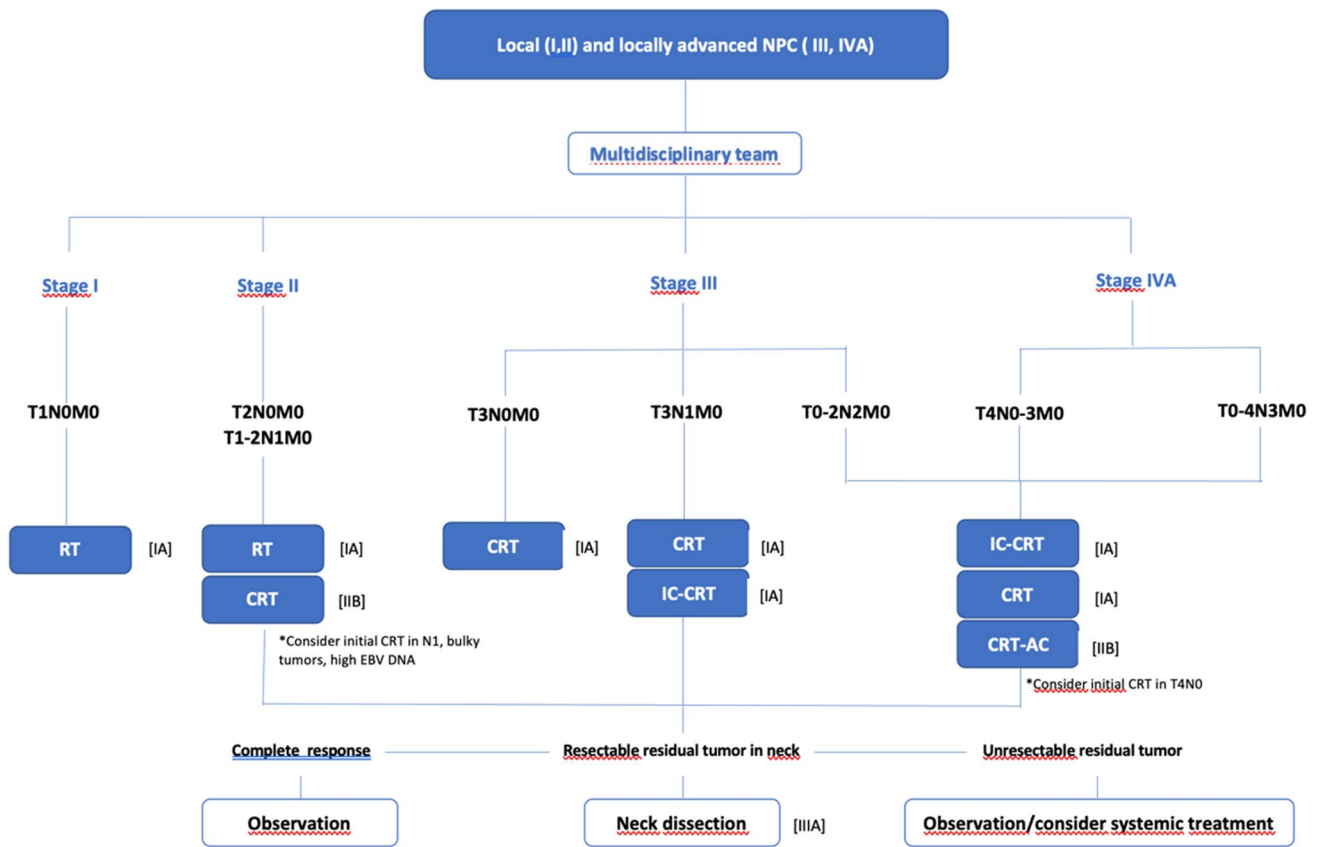 Local (I,II) and locally advanced NPC ( III, IVA)
Multidisciplinary team
Stage I
Stage II
Stage III
Stage IVA
T1N0M0
T2N0M0
T1-2N1M0
T3N0M0
T3N1M0
T0-2N2M0
T4N0-3M0
T0-4N3M0
RT
[IA]
RT
[IA]
CRT
[IIB]
*Consider initial CRT in N1, bulky
tumors, high EBV DNA
CRT
[IA]
CRT
[IA]
IC-CRT
[IA]
IC-CRT
[IA]
CRT
[IA]
CRT-AC
[IIB]
*Consider initial CRT in T4N0
Complete response
Resectable residual tumor in neck
Unresectable residual tumor
Observation
Neck dissection
[IIIA]
Observation/consider systemic treatment